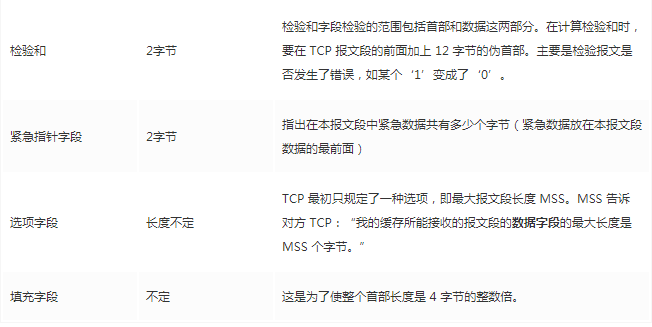 检验和字段检验的范围包括首部和数据这两部分。在计算检验和时，
检验和 2字节 要在 TCP 报文段的前面加上 12 字节的伪首部。主要是检验报文是
否发生了错误，如某个‘1’变成了‘0’。
紧急指针字段 2字节 指出在本报文段中紧急数据共有多少个字节（紧急数据放在本报文段
数据的最前面）
TCP 最初只规定了一种选项，即最大报文段长度 MSS。MSS 告诉
选项字段 长度不定 对方 TCP：“我的缓存所能接收的报文段的数据字段的最大长度是
MSS 个字节。”
填充字段 不定 这是为了使整个首部长度是 4 字节的整数倍。